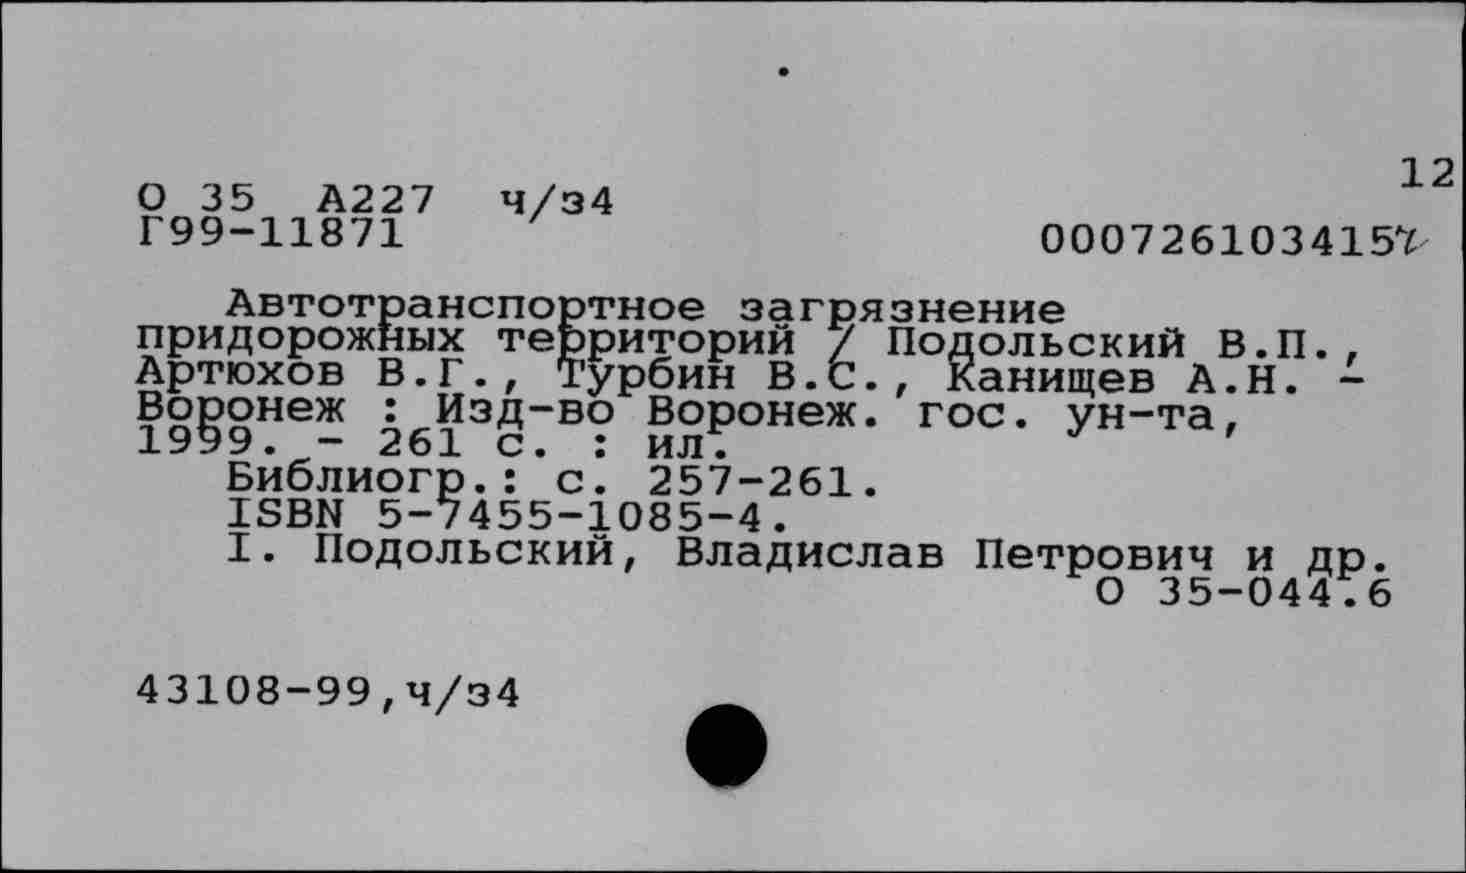 12
О 35 А227 ч/з4
Г99-11871
0007261034157
Автотранспортное загрязнение
придорожных территорий / Подольский В.П.,
Артюхов В.Г., Турбин В.С., Канищев А.Н. -
Воронеж : Изд-во Воронеж. гос. ун-та,
1999. - 261 с. : ил.
Библиогр.: с. 257-261.
ISBN 5-7455-1085-4.
I. Подольский, Владислав Петрович и др.
О 35-044.6
43108-99,ч/з4